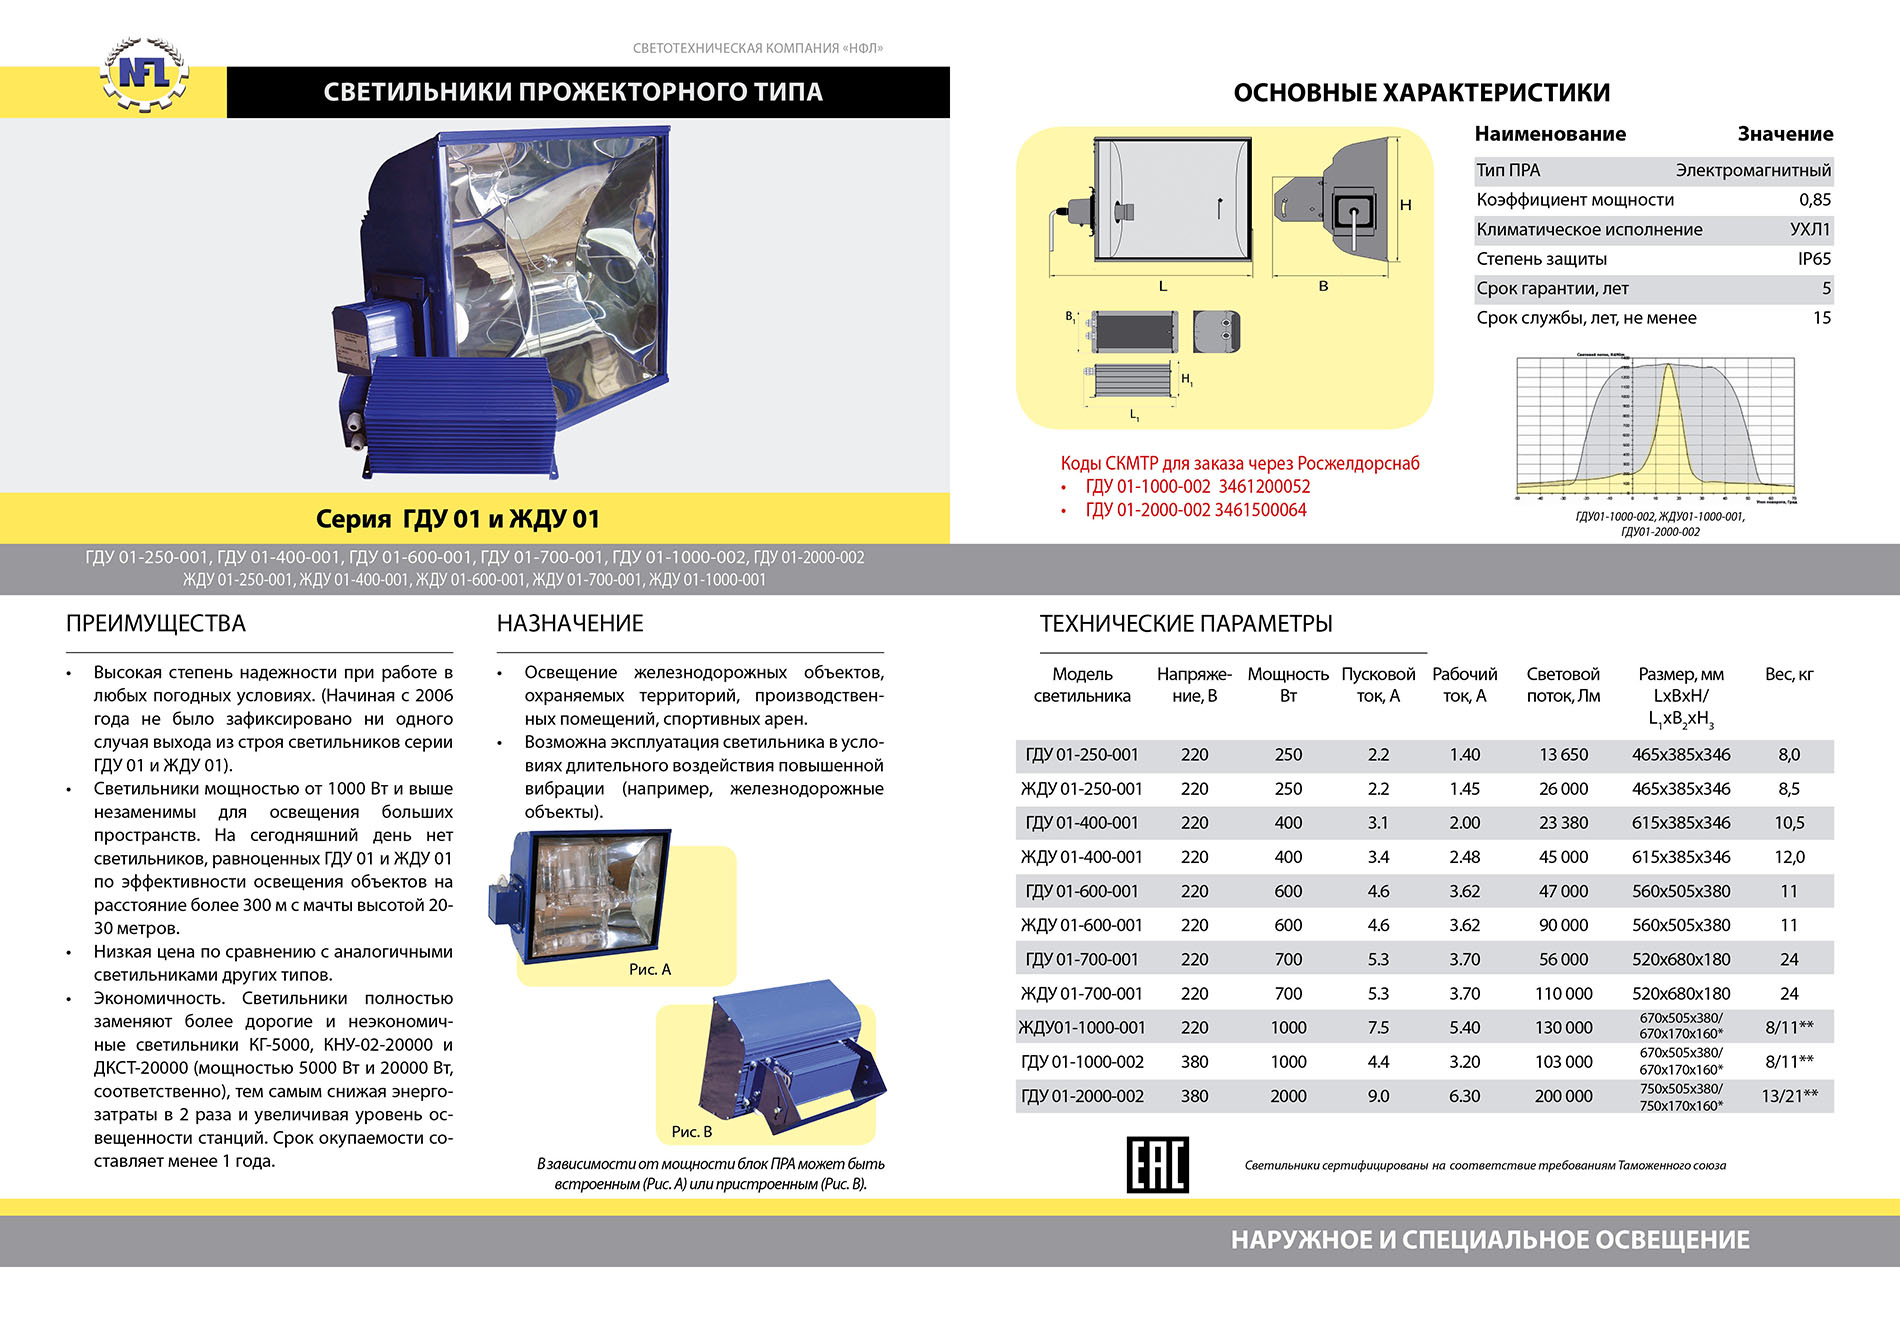 СВЕТОТЕХНИЧЕСКАЯ КОМПАНИЯ «НФЛ»
NFL
СВЕТИЛЬНИКИ ПРОЖЕКТОРНОГО ТИПА
Серия ГДУ 01 и ЖДУ 01
ГДУ 01-250-001, ГДУ 01-400-001, ГДУ 01-600-001, ГДУ 01-700-001, ГДУ 01-1000-002, ГДУ 01-2000-002
ЖДУ 01-250-001, ЖДУ 01-400-001, ЖДУ 01-600-001, ЖДУ 01-700-001, ЖДУ 01-1000-001
ПРЕИМУЩЕСТВА
• Высокая степень надежности при работе в
любых погодных условиях. (Начиная с 2006
года не было зафиксировано ни одного
случая выхода из строя светильников серии
ГДУ 01 и ЖДУ 01).
• Светильники мощностью от 1000 Вт и выше
незаменимы для освещения больших
пространств. На сегодняшний день нет
светильников, равноценных ГДУ 01 и ЖДУ 01
по эффективности освещения объектов на
расстояние более 300 м с мачты высотой 20-
30 метров.
• Низкая цена по сравнению с аналогичными
светильниками других типов.
• Экономичность. Светильники полностью
заменяют более дорогие и неэкономич-
ные светильники КГ-5000, КНУ-02-20000 и
ДКСТ-20000 (мощностью 5000 Вт и 20000 Вт,
соответственно), тем самым снижая энерго-
затраты в 2 раза и увеличивая уровень ос-
вещенности станций. Срок окупаемости со-
ставляет менее 1 года.
НАЗНАЧЕНИЕ
• Освещение железнодорожных объектов,
охраняемых территорий, производствен-
ных помещений, спортивных арен.
• Возможна эксплуатация светильника в усло-
виях длительного воздействия повышенной
вибрации (например, железнодорожные
объекты).
Рис. А
Рис. В
В зависимости от мощности блок ПРА может быть
встроенным (Рис. А) или пристроенным (Рис. В).
ОСНОВНЫЕ ХАРАКТЕРИСТИКИ
H
L
B
B1
H1
L1
Наименование Значение
Тип ПРА Электромагнитный
Коэффициент мощности 0,85
Климатическое исполнение УХЛ1
Степень защиты IP65
Срок гарантии, лет 5
Срок службы, лет, не менее 15
Коды СКМТР для заказа через Росжелдорснаб
• ГДУ 01-1000-002 3461200052
• ГДУ 01-2000-002 3461500064
ГДУ01-1000-002, ЖДУ01-1000-001,
ГДУ01-2000-002
ТЕХНИЧЕСКИЕ ПАРАМЕТРЫ
Модель Напряже- Мощность Пусковой Рабочий Световой Размер, мм Вес, кг
светильника ние, В Вт ток, А ток, А поток, Лм LxBxH/
L1xB2xH3
ГДУ 01-250-001 220 250 2.2 1.40 13 650 465x385x346 8,0
ЖДУ 01-250-001 220 250 2.2 1.45 26 000 465x385x346 8,5
ГДУ 01-400-001 220 400 3.1 2.00 23 380 615x385x346 10,5
ЖДУ 01-400-001 220 400 3.4 2.48 45 000 615x385x346 12,0
ГДУ 01-600-001 220 600 4.6 3.62 47 000 560x505x380 11
ЖДУ 01-600-001 220 600 4.6 3.62 90 000 560x505x380 11
ГДУ 01-700-001 220 700 5.3 3.70 56 000 520x680x180 24
ЖДУ 01-700-001 220 700 5.3 3.70 110 000 520x680x180 24
ЖДУ01-1000-001 220 1000 7.5 5.40 130 000 670x505x380/ 670x170x160* 8/11**
ГДУ 01-1000-002 380 1000 4.4 3.20 103 000 670x505x380/ 670x170x160* 8/11**
ГДУ 01-2000-002 380 2000 9.0 6.30 200 000 750x505x380/ 750x170x160* 13/21**
EAC
Светильники сертифицированы на соответствие требованиям Таможенного союза
НАРУЖНОЕ И СПЕЦИАЛЬНОЕ ОСВЕЩЕНИЕ